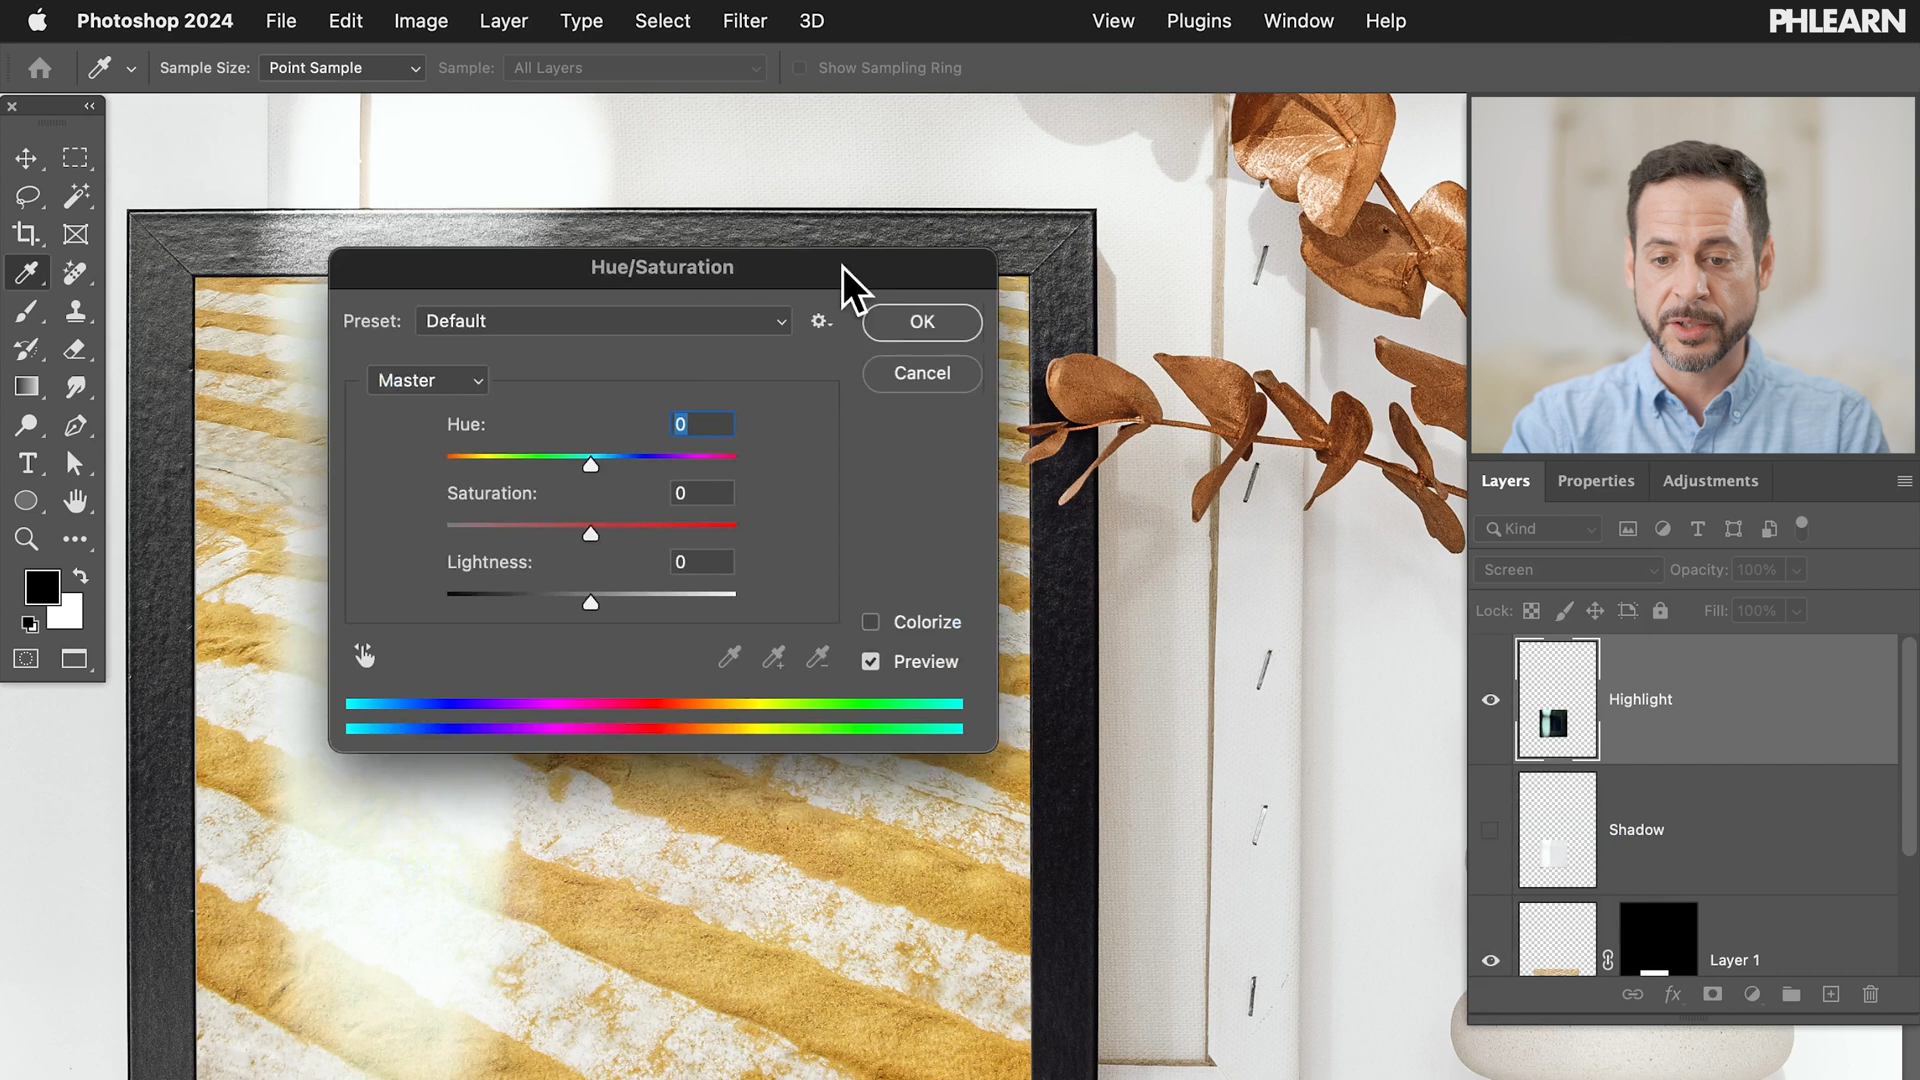 Photoshop 2024 File Edit Image Layer Type Select Filter 3D View Plugins Window Help PHLEARN
Sample Size: Point Sample Sample: All Layers Show Sampling Ring
Hue/Saturation
Preset: Default OK
Cancel
Master
Hue: 0
Saturation: 0
Lightness: 0
Colorize
Preview
Layers Properties Adjustments
Kind
Screen Opacity: 100%
Lock: Fill: 100%
Highlight
Shadow
Layer 1
fx